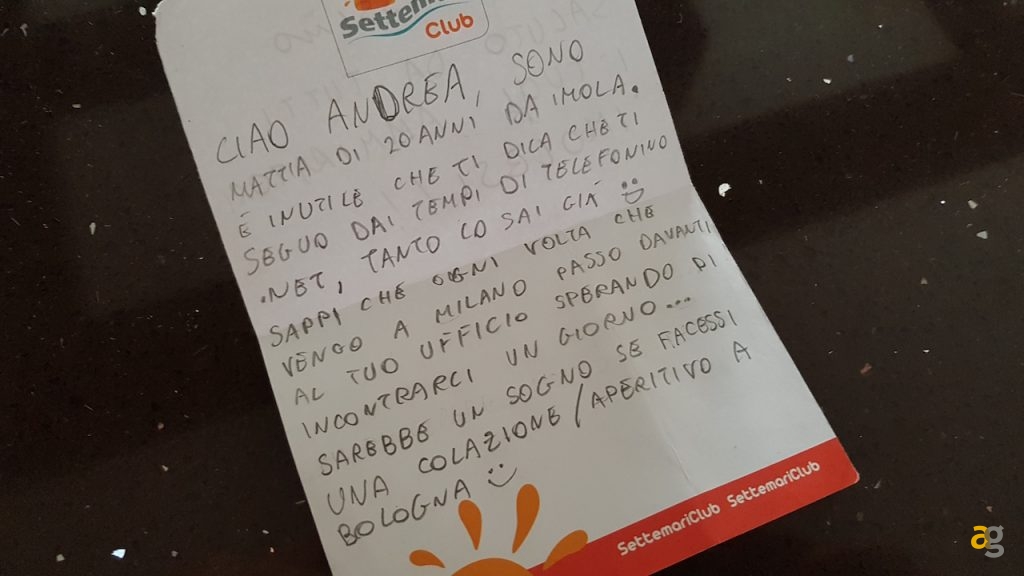 Settem
Club
CIAO ANDREA, SONO
MATTIA DI 20 ANNI DA IMOLA.
È INUTILE CHE TI DICA CHE TI
SEGUO DAI TEMPI DI TELEFONINO
.NET, TANTO LO SAI GIÀ
SAPPI CHE OGNI VOLTA CHE
VENGO A MILANO PASSO DAVANTI
AL TUO UFFICIO SPERANDO DI
INCONTRARCI UN GIORNO...
SAREBBE UN SOGNO SE FACESSI
UNA COLAZIONE/APERITIVO A
BOLOGNA
SettemariClub SettemariClub
ag